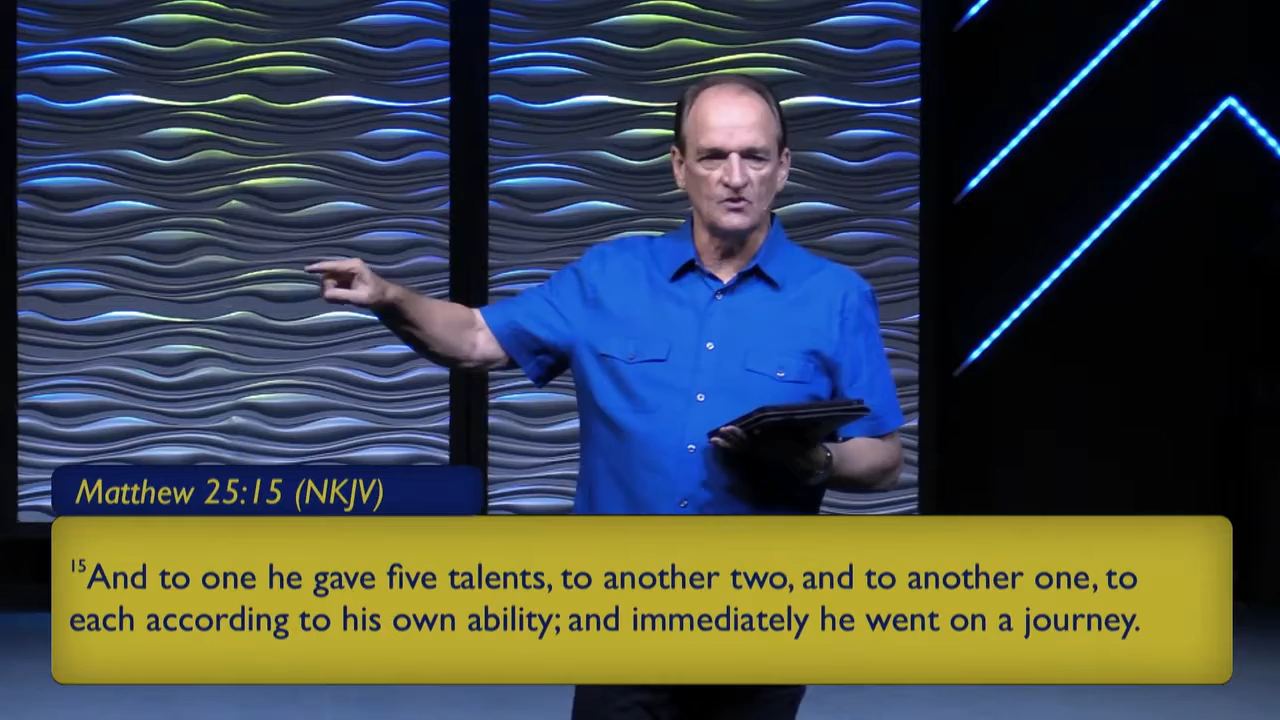 Matthew 25:15 (NKJV)
15And to one he gave five talents, to another two, and to another one, to
each according to his own ability; and immediately he went on a journey.